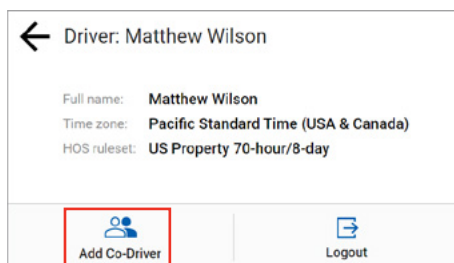 Driver: Matthew Wilson
Full name: Matthew Wilson
Time zone: Pacific Standard Time (USA & Canada)
HOS ruleset: US Property 70-hour/8-day
Add Co-Driver Logout